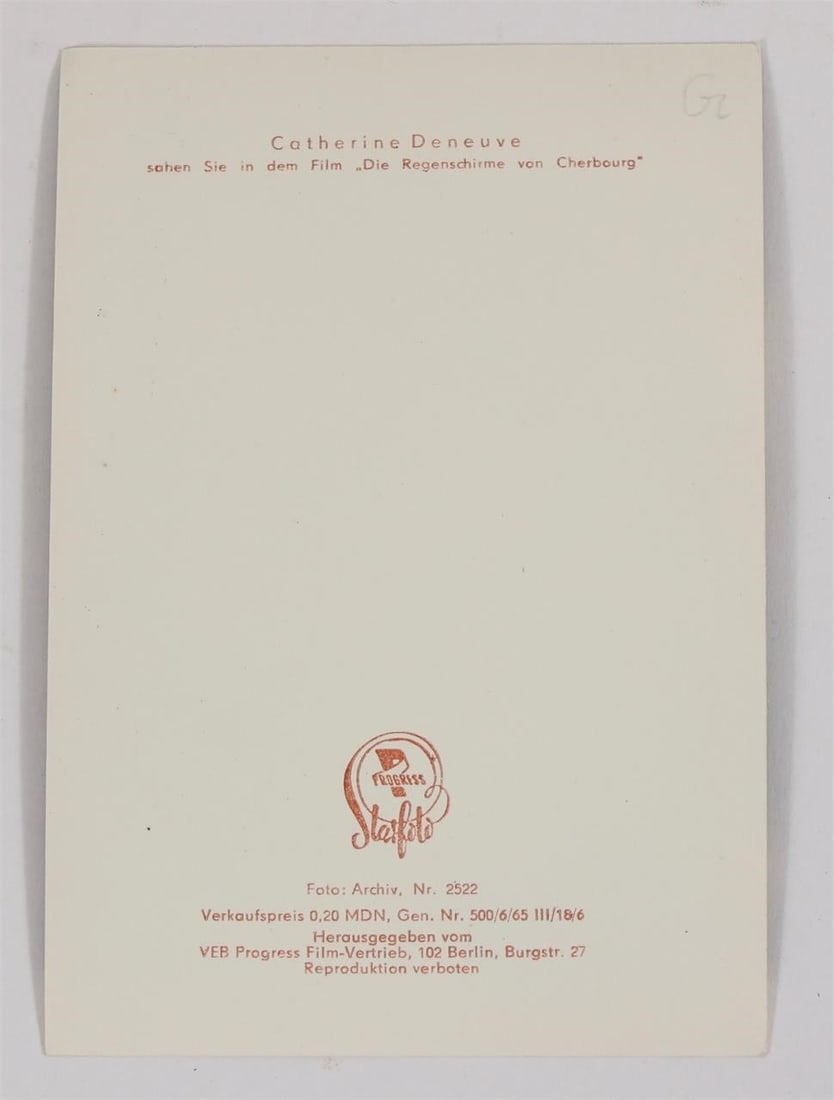 Gr
Catherine Deneuve
sahen Sie in dem Film „Die Regenschirme von Cherbourg"
PROGRESS
Starfoto
Foto: Archiv, Nr. 2522
Verkaufspreis 0,20 MDN, Gen. Nr. 500/6/65 III/18/6
Herausgegeben vom
VEB Progress Film-Vertrieb, 102 Berlin, Burgstr. 27
Reproduktion verboten